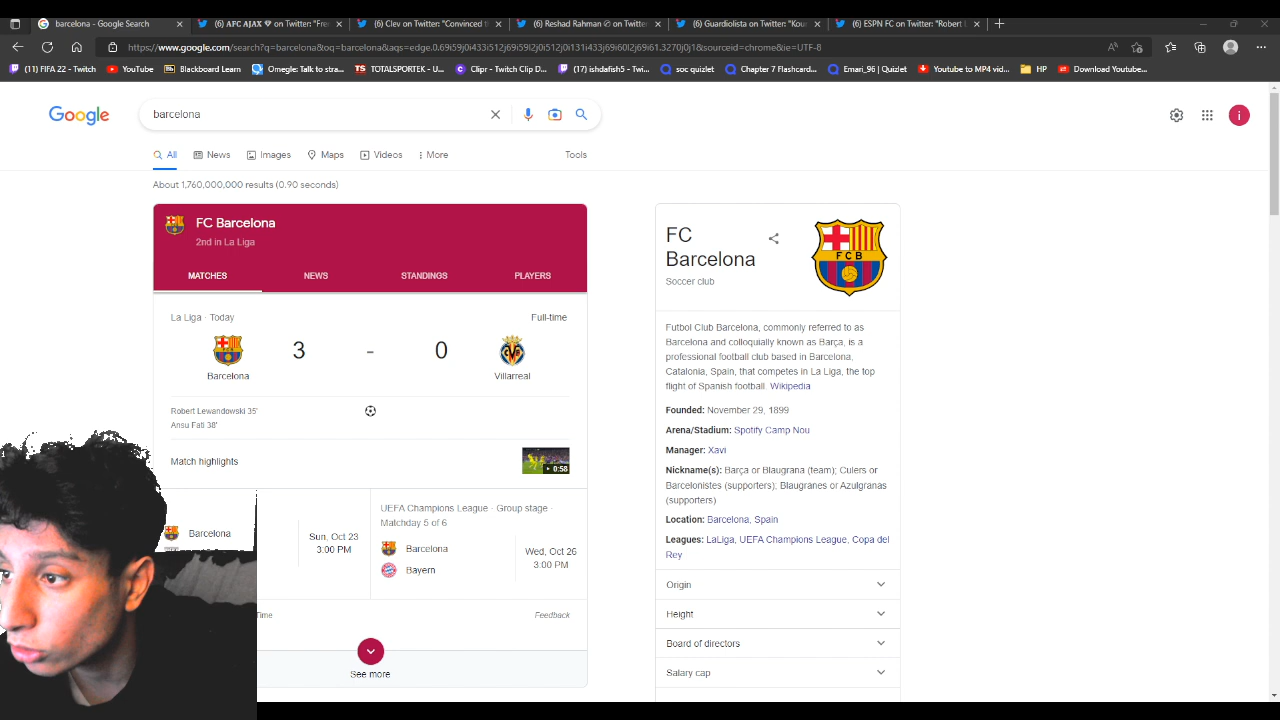 barcelona - Google Search
(6) AFC AJAX 💎 on Twitter: "Fre
(6) Clev on Twitter: "Convinced t
(6) Reshad Rahman on Twitter
(6) Guardiolista on Twitter: "Kou
(6) ESPN FC on Twitter: "Robert L
https://www.google.com/search?q=barcelona&oq=barcelona&aqs=edge.0.69i59j0i433i512j69i59l2j0i512j0i131i433j69i60l2j69i61.3270j0j1&sourceid=chrome&ie=UTF-8
(11) FIFA 22 - Twitch
YouTube
Blackboard Learn
Omegle: Talk to stra...
TS TOTALSPORTEK - U...
Clipr - Twitch Clip D...
(17) ishdafish5 - Twi...
soc quizlet
Chapter 7 Flashcard...
Emari_96 | Quizlet
Youtube to MP4 vid...
HP
Download Youtube...
Google
barcelona
i
All
News
Images
Maps
Videos
More
Tools
About 1,760,000,000 results (0.90 seconds)
FC Barcelona
2nd in La Liga
MATCHES
NEWS
STANDINGS
PLAYERS
La Liga · Today
Full-time
3 - 0
Barcelona
Villarreal
Robert Lewandowski 35'
Ansu Fati 38'
Match highlights
0:58
Barcelona
Sun, Oct 23
3:00 PM
UEFA Champions League · Group stage ·
Matchday 5 of 6
Barcelona
Bayern
Wed, Oct 26
3:00 PM
Time
Feedback
See more
FC
Barcelona
Soccer club
FCB
Futbol Club Barcelona, commonly referred to as
Barcelona and colloquially known as Barça, is a
professional football club based in Barcelona,
Catalonia, Spain, that competes in La Liga, the top
flight of Spanish football. Wikipedia
Founded: November 29, 1899
Arena/Stadium: Spotify Camp Nou
Manager: Xavi
Nickname(s): Barça or Blaugrana (team); Culers or
Barcelonistes (supporters); Blaugranes or Azulgranas
(supporters)
Location: Barcelona, Spain
Leagues: LaLiga, UEFA Champions League, Copa del
Rey
Origin
Height
Board of directors
Salary cap